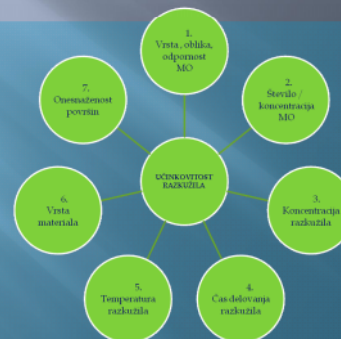 1.
Vrsta, oblika,
odpornost
MO
2.
Število /
koncentracija
MO
3.
Koncentracija
razkužila
4.
Čas delovanja
razkužila
5.
Temperatura
razkužila
6.
Vrsta
materiala
7.
Onesnaženost
površin
UČINKOVITOST
RAZKUŽILA